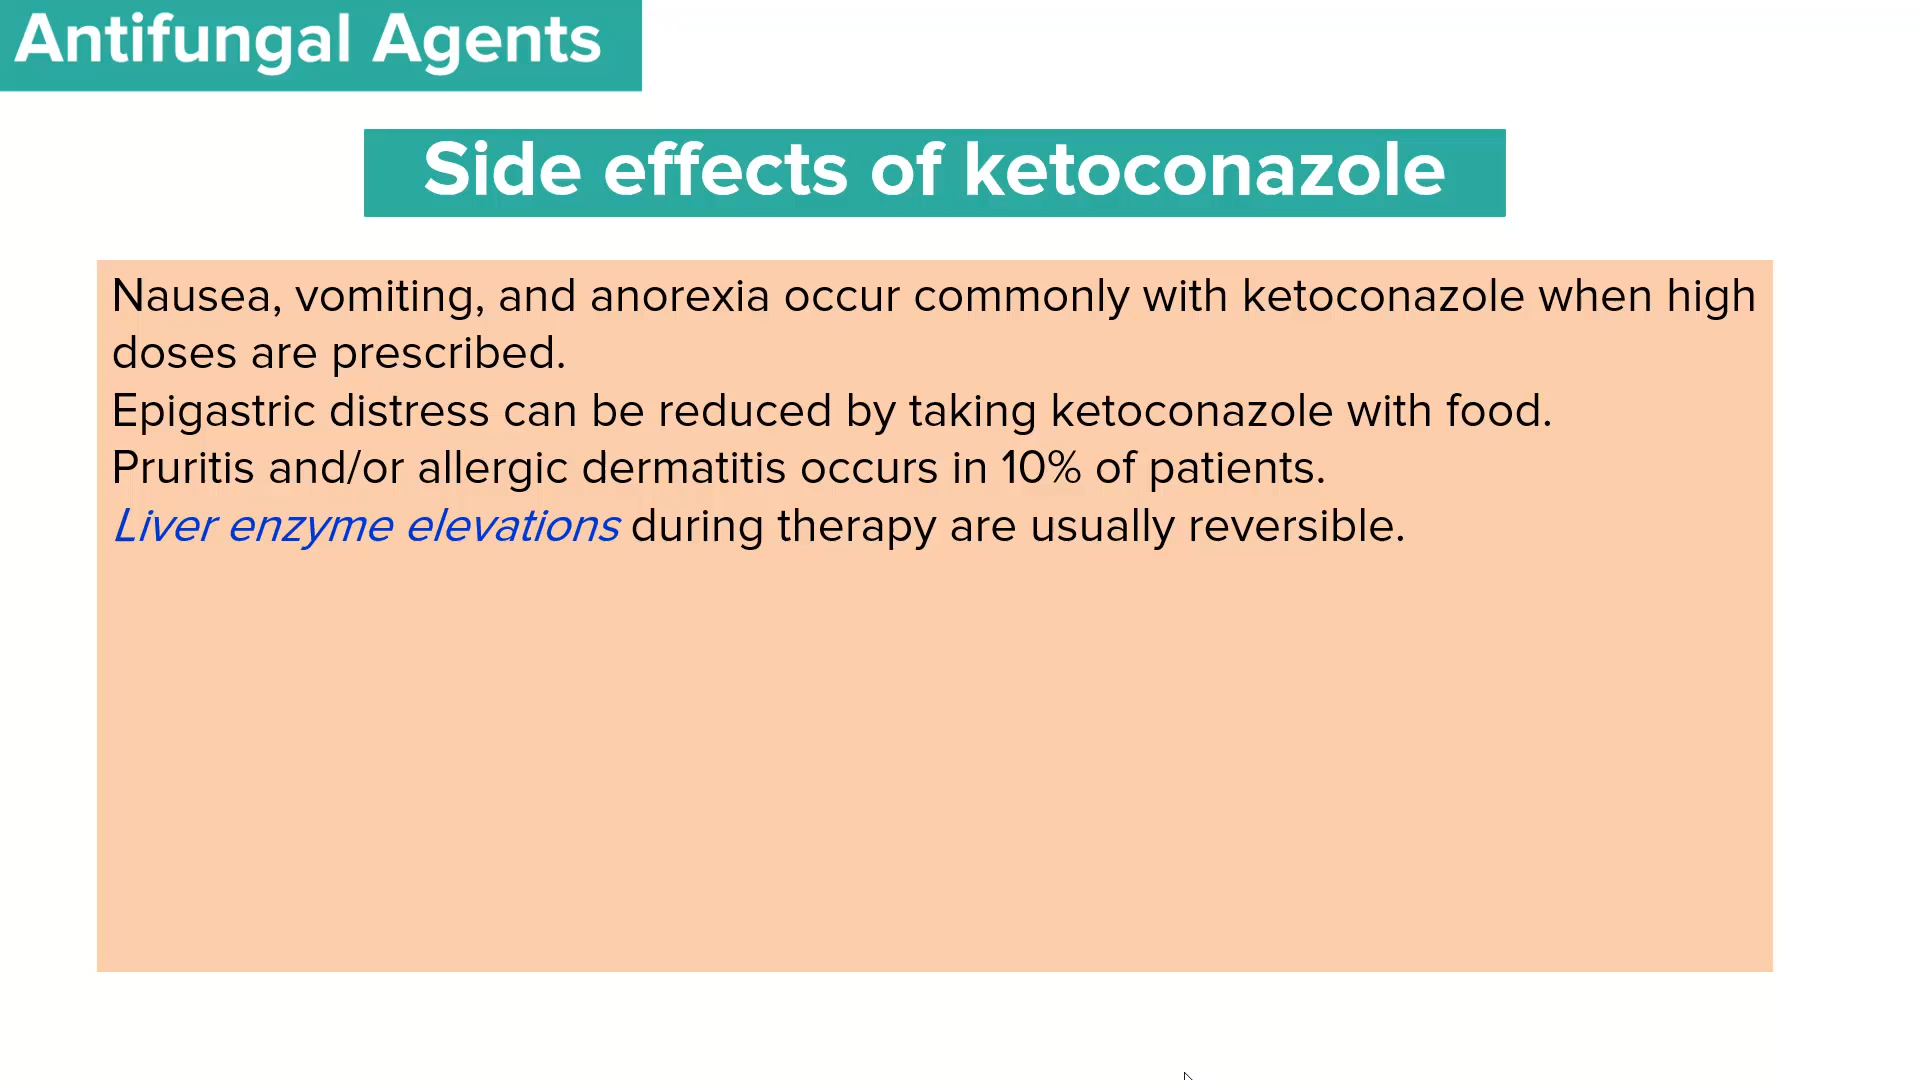 Antifungal Agents
Side effects of ketoconazole
Nausea, vomiting, and anorexia occur commonly with ketoconazole when high
doses are prescribed.
Epigastric distress can be reduced by taking ketoconazole with food.
Pruritis and/or allergic dermatitis occurs in 10% of patients.
Liver enzyme elevations during therapy are usually reversible.